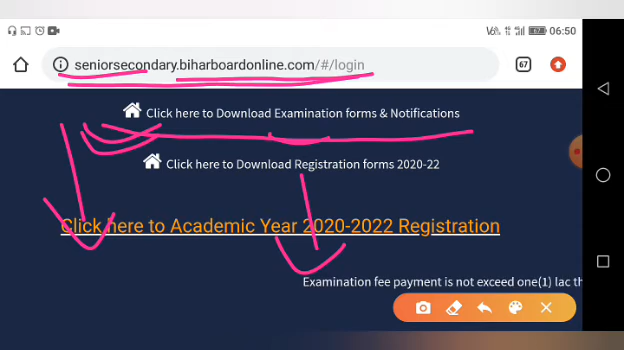 06:50
seniorsecondary.biharboardonline.com/#/login
67
Click here to Download Examination forms & Notifications
Click here to Download Registration forms 2020-22
Click here to Academic Year 2020-2022 Registration
Examination fee payment is not exceed one(1) lac th